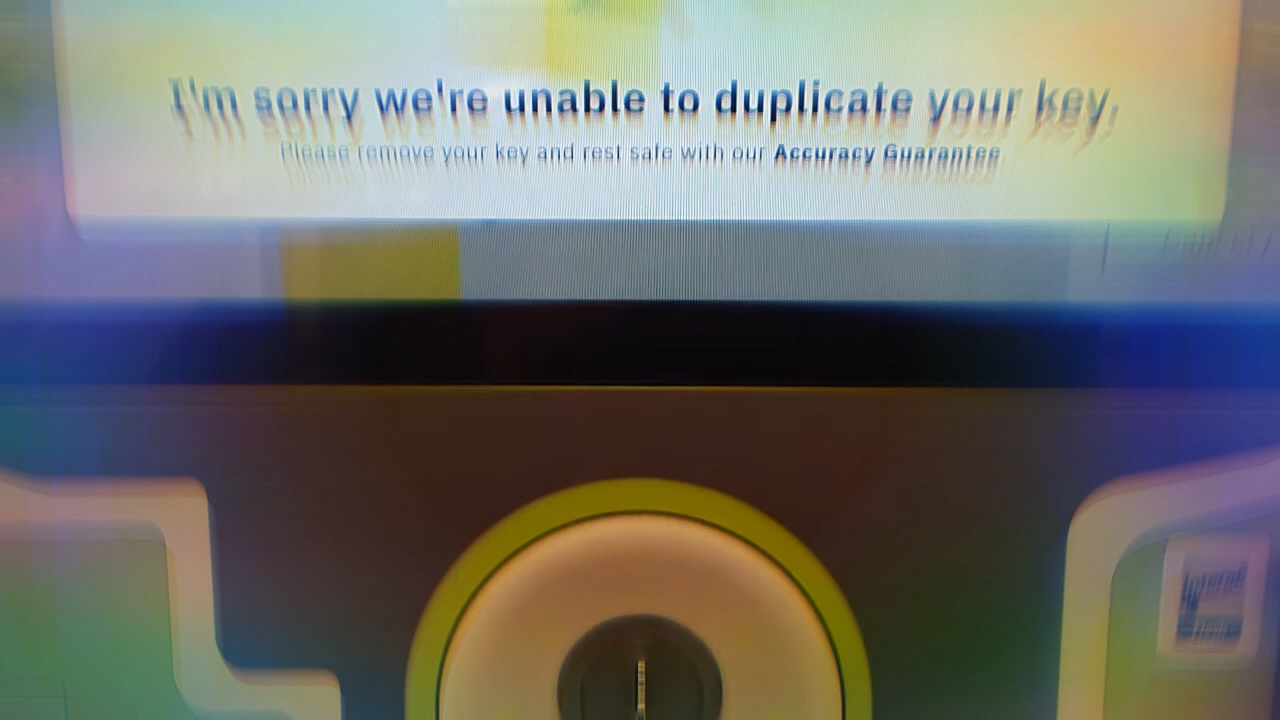 I'm sorry we're unable to duplicate your key.
Please remove your key and rest safe with our Accuracy Guarantee